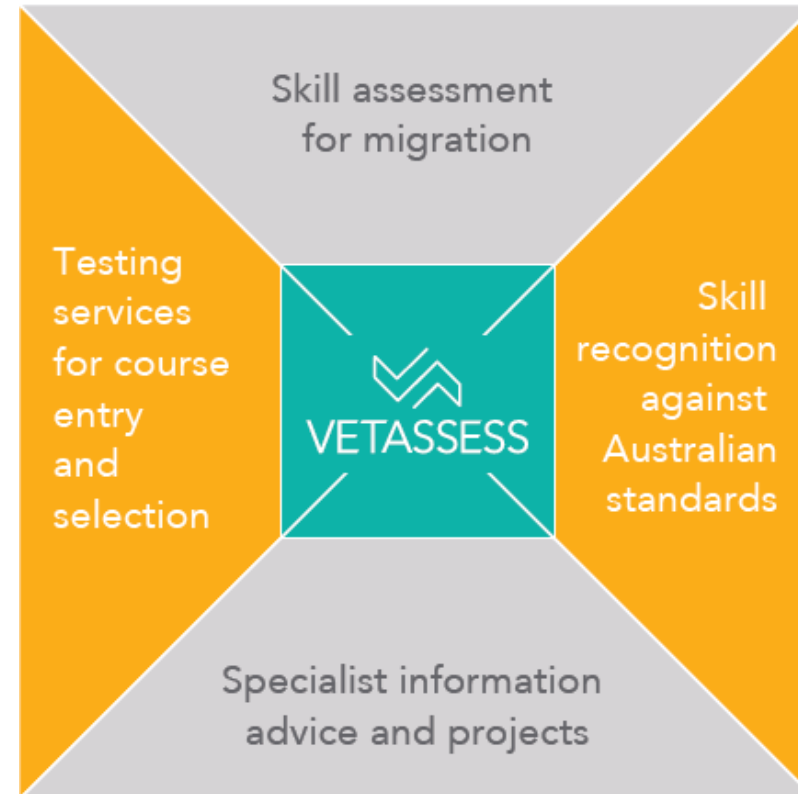 Skill assessment
for migration
Testing
services
for course
entry
and
selection
VETASSESS
Skill
recognition
against
Australian
standards
Specialist information
advice and projects